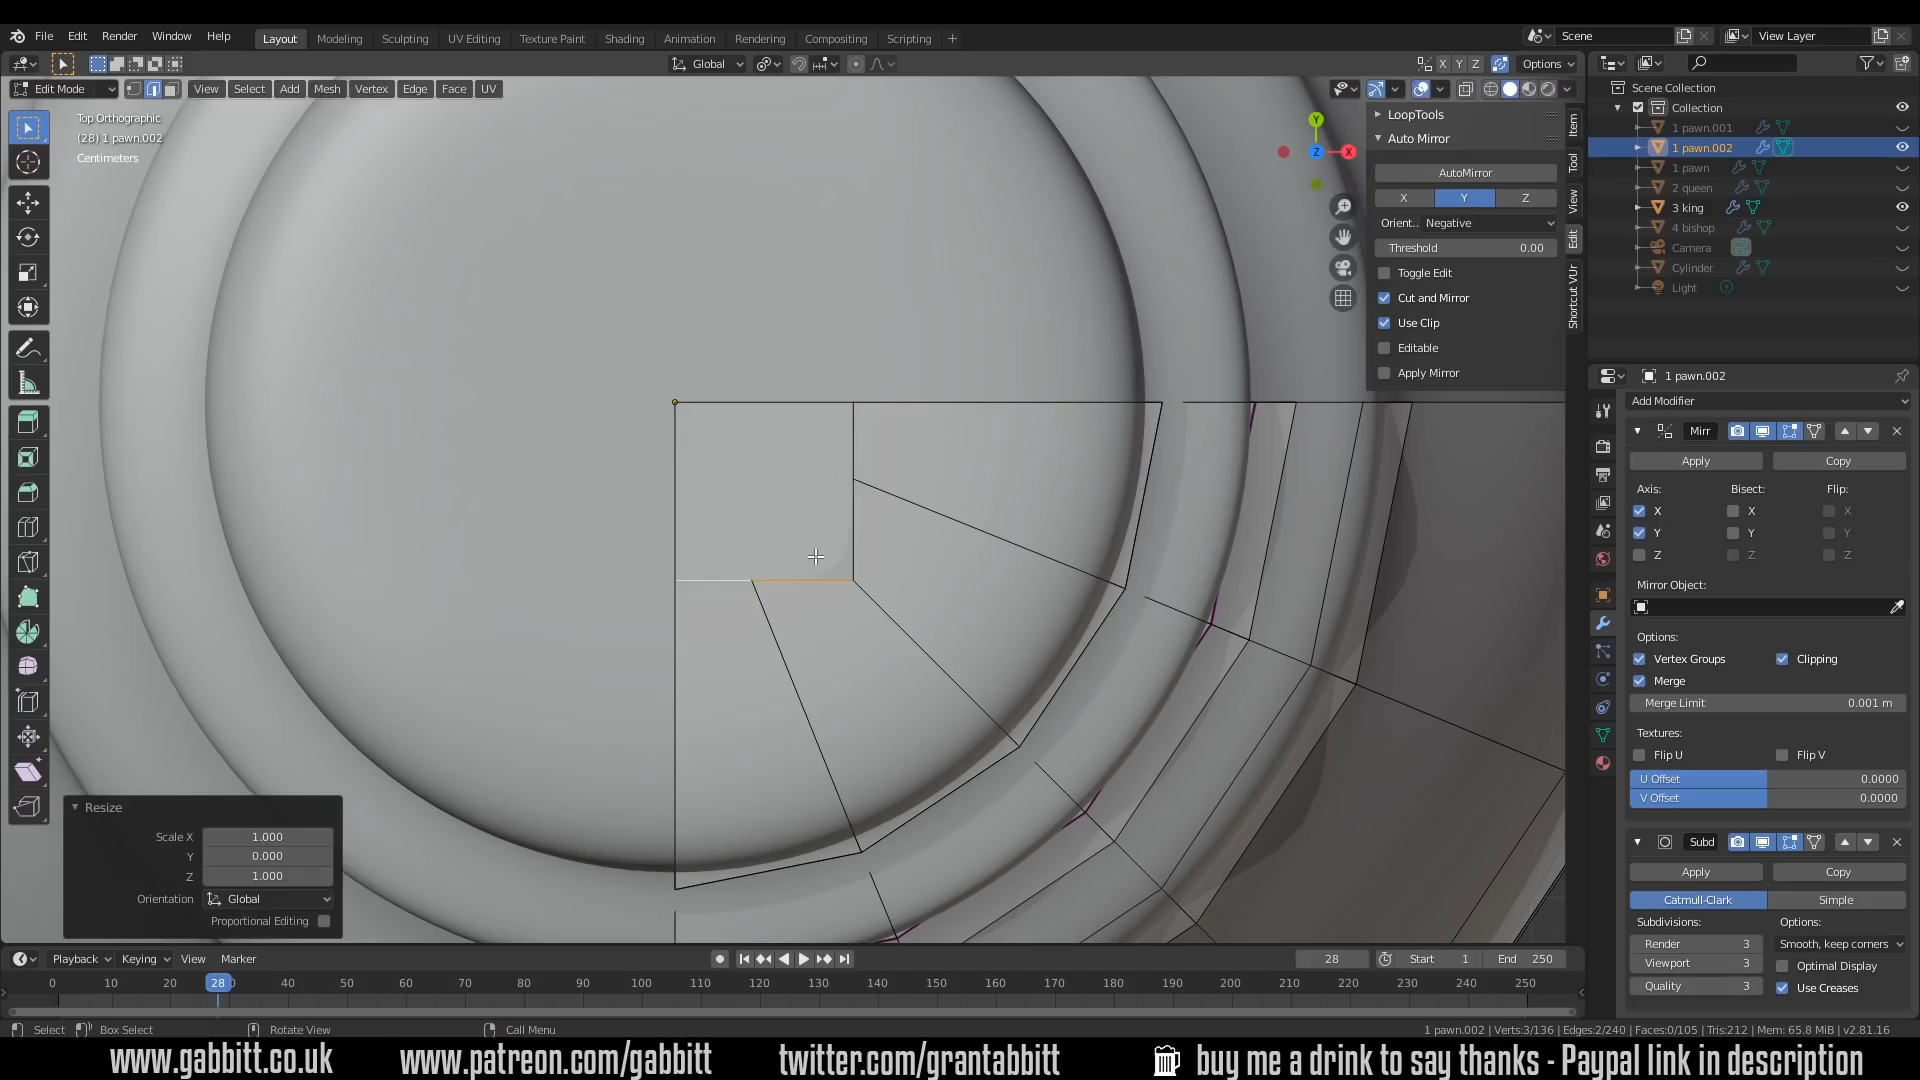 File Edit Render Window Help Layout Modeling Sculpting UV Editing Texture Paint Shading Animation Rendering Compositing Scripting + Scene View Layer
Global X Y Z Options
Edit Mode View Select Add Mesh Vertex Edge Face UV
Top Orthographic
(28) 1 pawn.002
Centimeters
Y
Z
X
LoopTools
Auto Mirror
AutoMirror
X Y Z
Orient.. Negative
Threshold 0.00
Toggle Edit
Cut and Mirror
Use Clip
Editable
Apply Mirror
Item
Tool
View
Edit
Shortcut VUr
Scene Collection
Collection
1 pawn.001
1 pawn.002
1 pawn
2 queen
3 king
4 bishop
Camera
Cylinder
Light
1 pawn.002
Add Modifier
Mirr
Apply Copy
Axis: Bisect: Flip:
X X X
Y Y Y
Z Z Z
Mirror Object:
Options:
Vertex Groups Clipping
Merge
Merge Limit 0.001 m
Textures:
Flip U Flip V
U Offset 0.0000
V Offset 0.0000
Subd
Apply Copy
Catmull-Clark Simple
Subdivisions: Options:
Render 3 Smooth, keep corners
Viewport 3 Optimal Display
Quality 3 Use Creases
Resize
Scale X 1.000
Y 0.000
Z 1.000
Orientation Global
Proportional Editing
Playback Keying View Marker 28 Start 1 End 250
0 10 20 28 40 50 60 70 80 90 100 110 120 130 140 150 160 170 180 190 200 210 220 230 240 250
Select Box Select Rotate View Call Menu 1 pawn.002 | Verts:3/136 | Edges:2/240 | Faces:0/105 | Tris:212 | Mem: 65.8 MiB | v2.81.16
www.gabbitt.co.uk www.patreon.com/gabbitt twitter.com/grantabbitt buy me a drink to say thanks - Paypal link in description